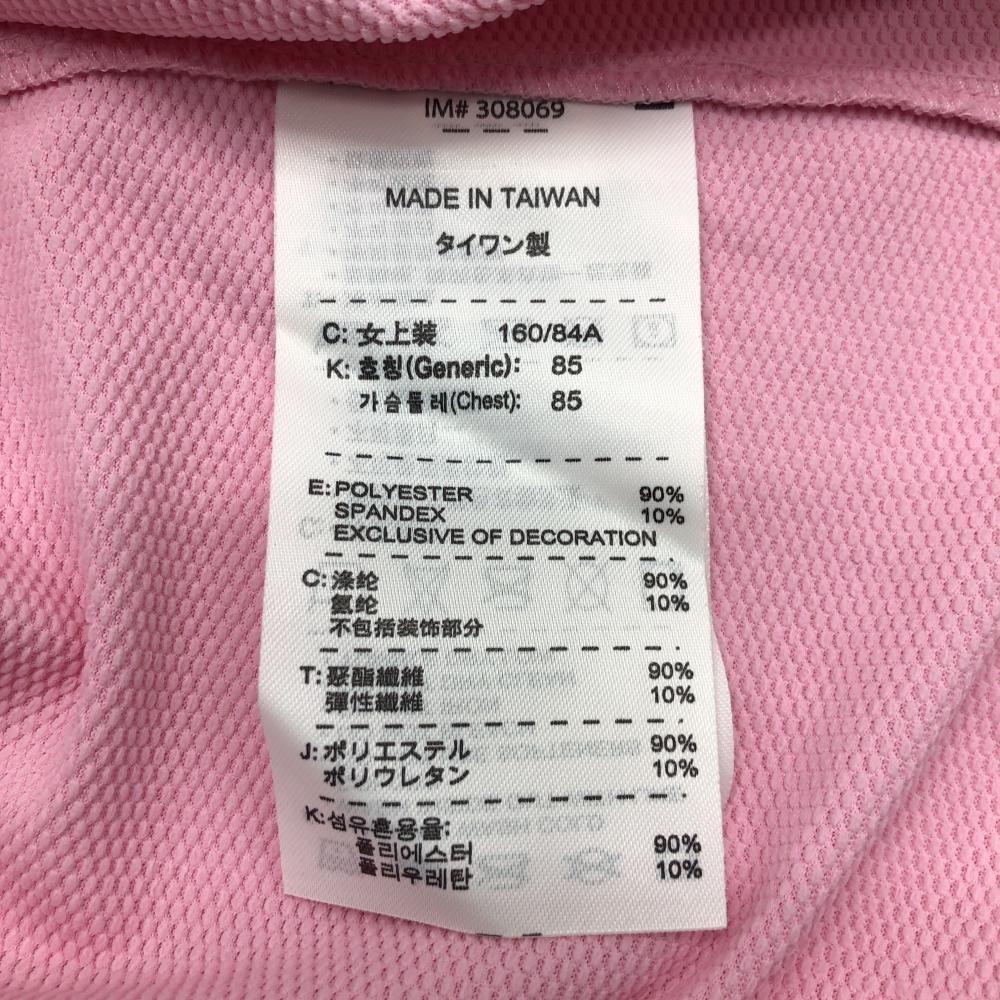 IM# 308069
MADE IN TAIWAN
タイワン製
C: 女上装 160/84A
K: 호칭(Generic): 85
가슴둘레(Chest): 85
E: POLYESTER 90%
SPANDEX 10%
EXCLUSIVE OF DECORATION
C: 涤纶 90%
氨纶 10%
不包括装饰部分
T: 聚酯纖維 90%
彈性纖維 10%
J: ポリエステル 90%
ポリウレタン 10%
K: 섬유혼용율:
폴리에스터 90%
폴리우레탄 10%